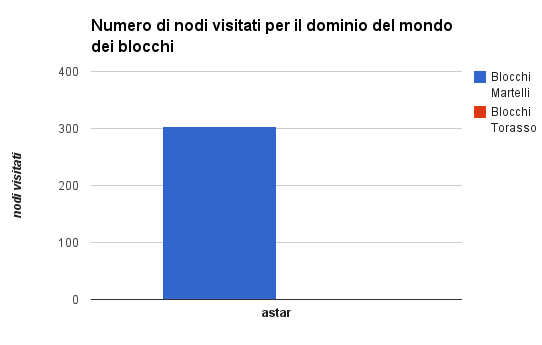 Numero di nodi visitati per il dominio del mondo
dei blocchi
400
300
200
100
0
nodi visitati
astar
Blocchi
Martelli
Blocchi
Torasso